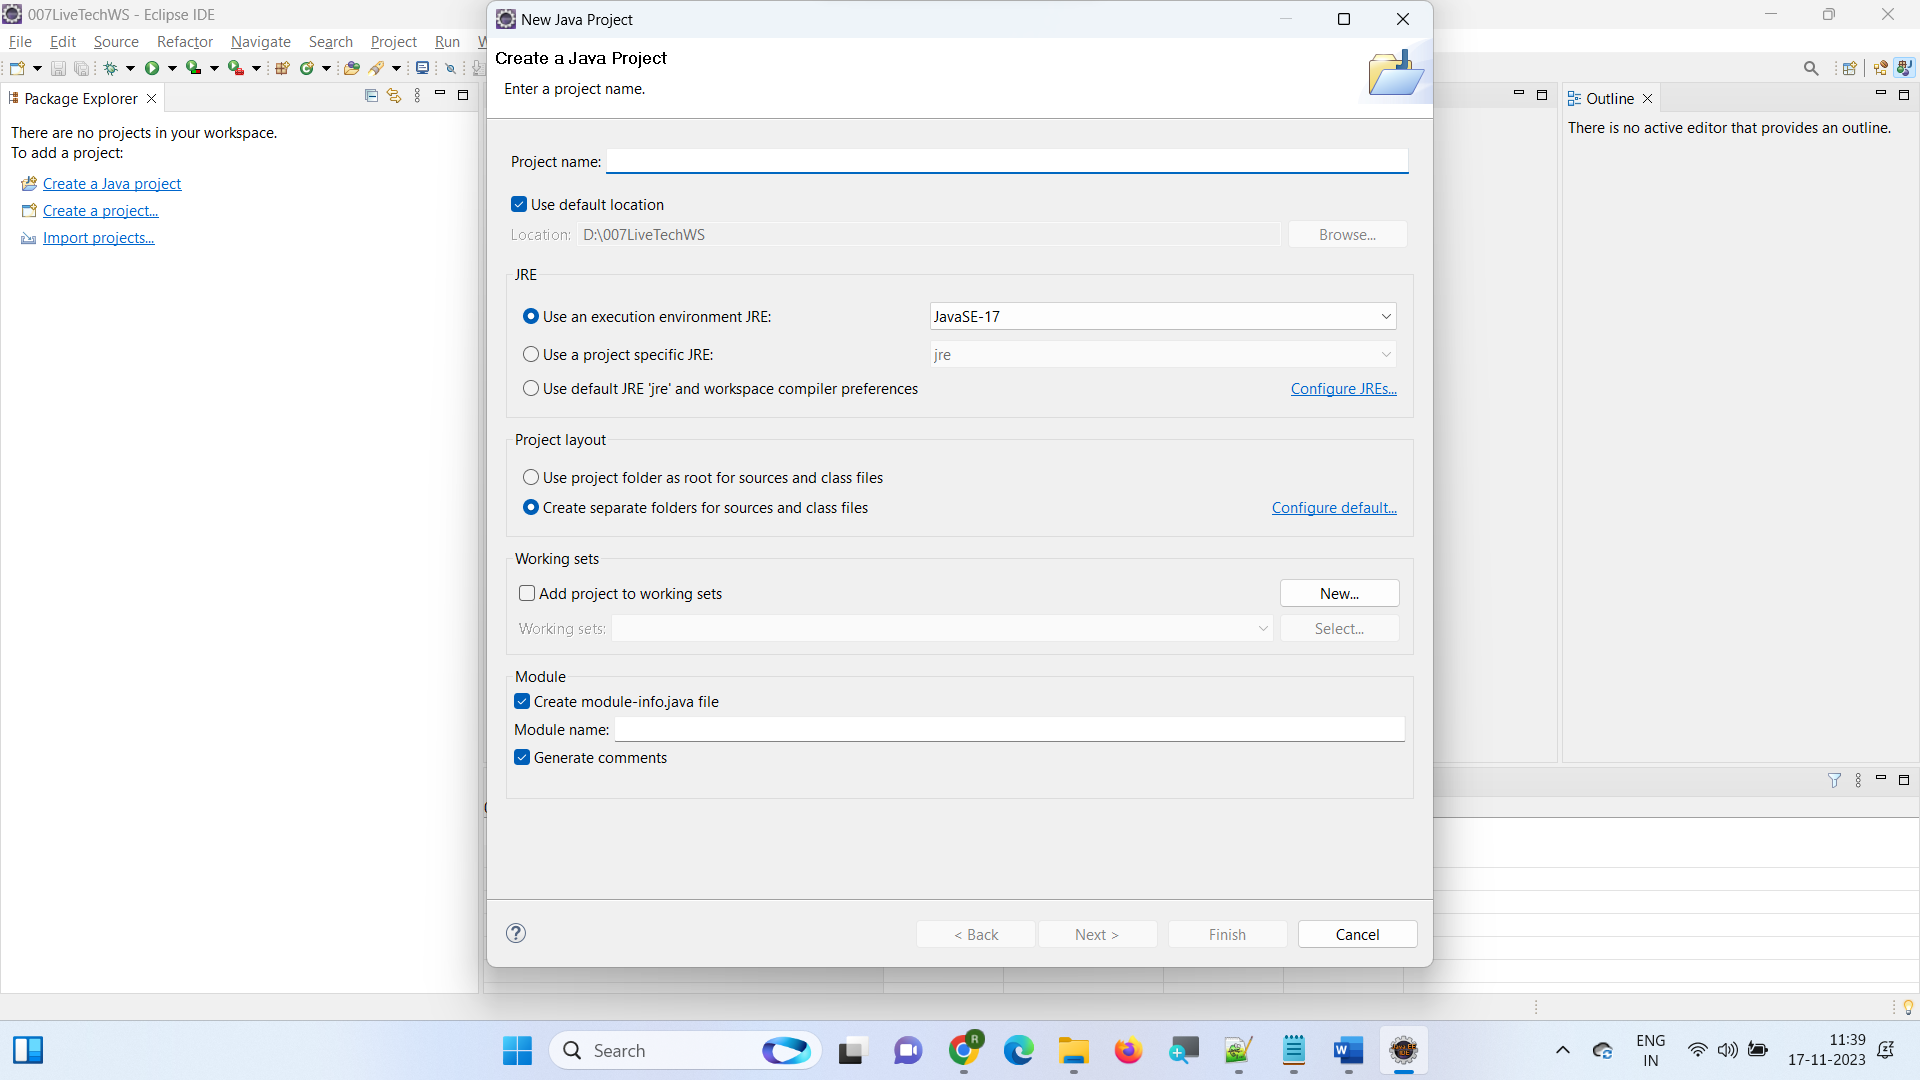 007LiveTechWS - Eclipse IDE
File Edit Source Refactor Navigate Search Project Run
Package Explorer
There are no projects in your workspace.
To add a project:
Create a Java project
Create a project...
Import projects...
New Java Project
Create a Java Project
Enter a project name.
Project name:
Use default location
Location: D:\007LiveTechWS Browse...
JRE
Use an execution environment JRE: JavaSE-17
Use a project specific JRE: jre
Use default JRE 'jre' and workspace compiler preferences Configure JREs...
Project layout
Use project folder as root for sources and class files
Create separate folders for sources and class files Configure default...
Working sets
Add project to working sets New...
Working sets: Select...
Module
Create module-info.java file
Module name:
Generate comments
< Back Next > Finish Cancel
Outline
There is no active editor that provides an outline.
Search
R
ENG
IN
11:39
17-11-2023